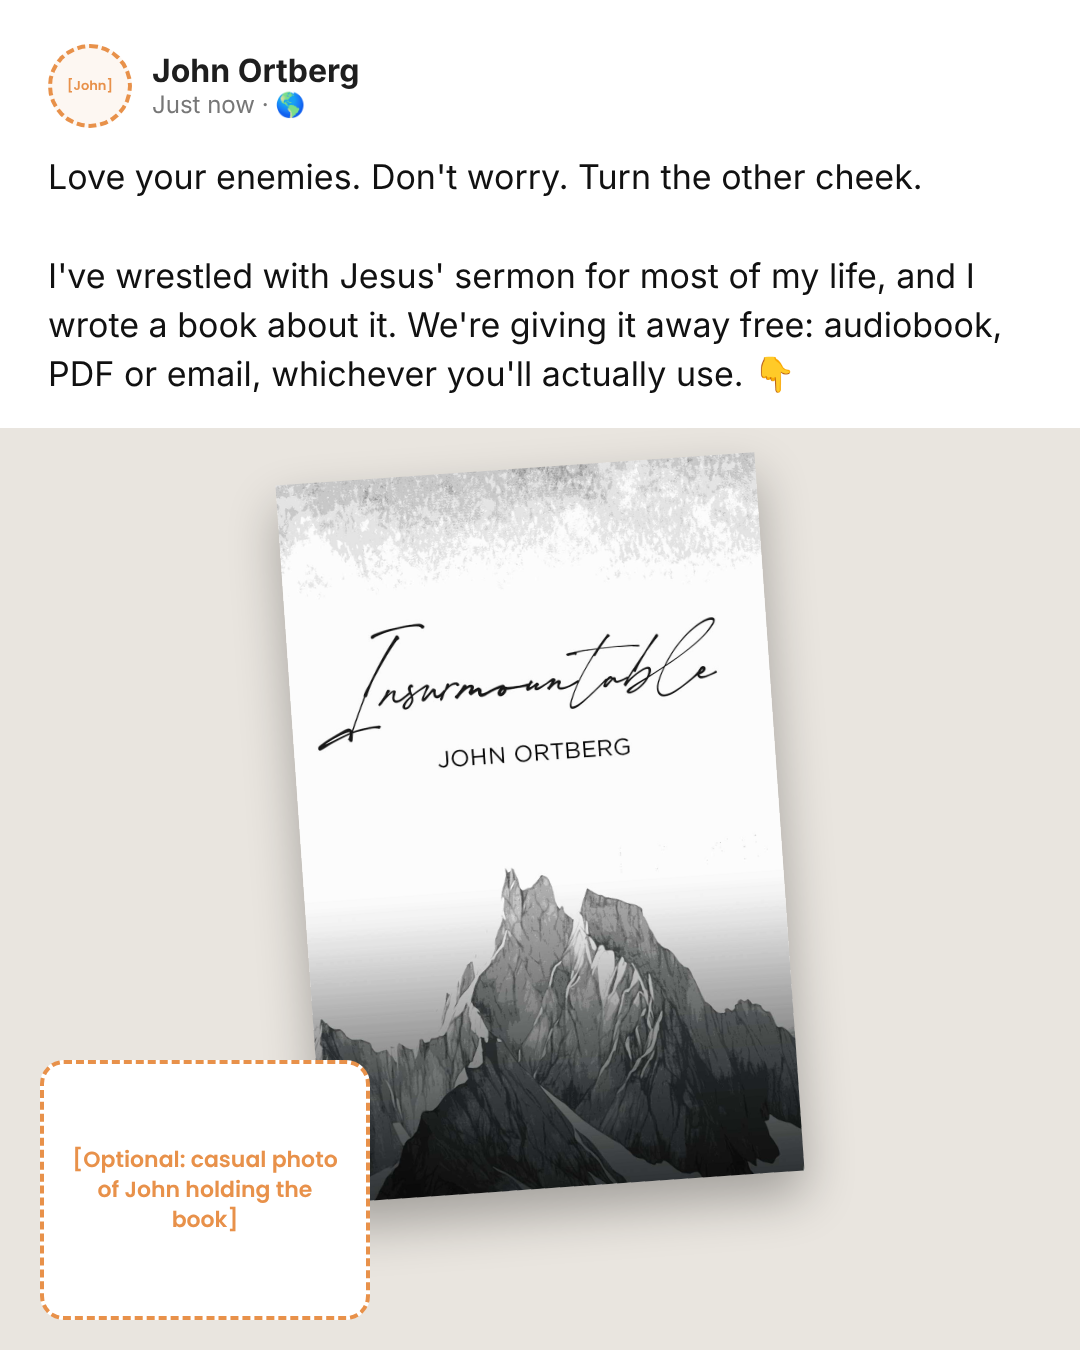 [John]
John Ortberg
Just now · 🌎
Love your enemies. Don't worry. Turn the other cheek.
I've wrestled with Jesus' sermon for most of my life, and I
wrote a book about it. We're giving it away free: audiobook,
PDF or email, whichever you'll actually use. 👇
Insurmountable
JOHN ORTBERG
[Optional: casual photo
of John holding the
book]